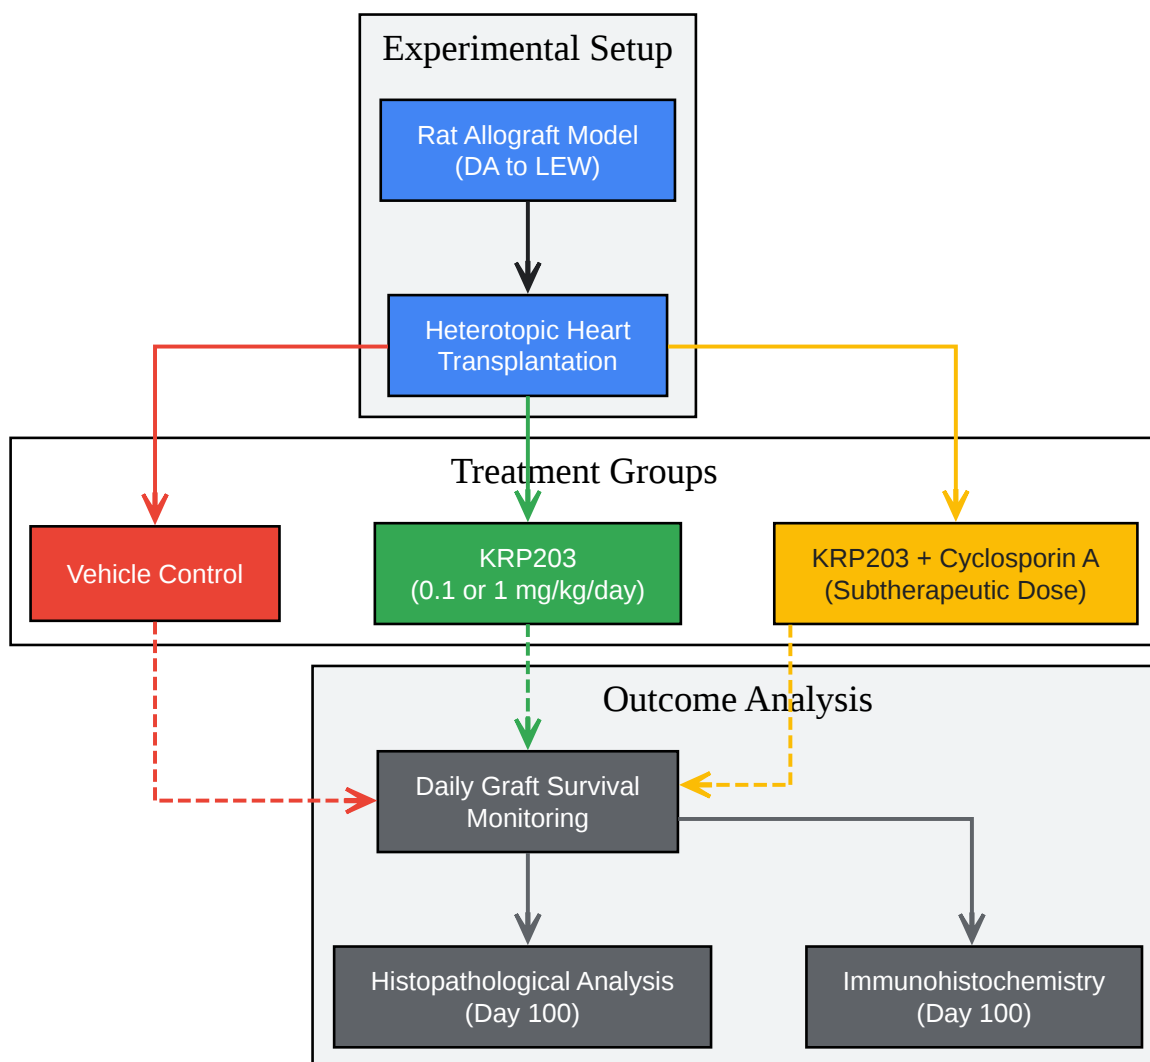 Experimental Setup
Rat Allograft Model
(DA to LEW)
Heterotopic Heart
Transplantation
Treatment Groups
Vehicle Control
KRP203
(0.1 or 1 mg/kg/day)
KRP203 + Cyclosporin A
(Subtherapeutic Dose)
Outcome Analysis
Daily Graft Survival
Monitoring
Histopathological Analysis
(Day 100)
Immunohistochemistry
(Day 100)